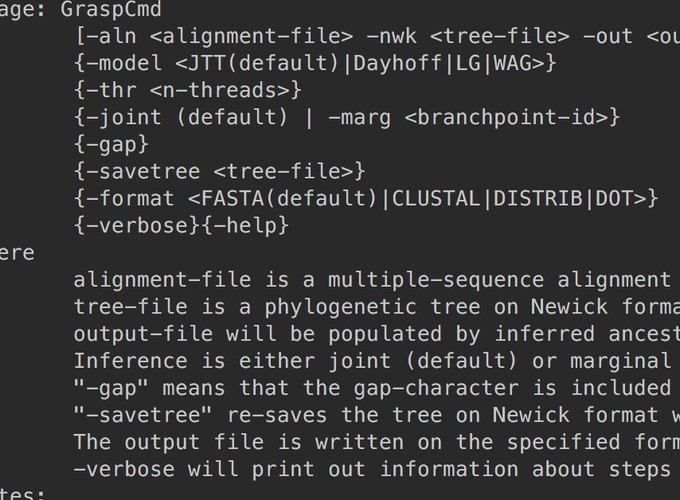 age: GraspCmd
[-aln <alignment-file> -nwk <tree-file> -out <ou
{-model <JTT(default)|Dayhoff|LG|WAG>}
{-thr <n-threads>}
{-joint (default) | -marg <branchpoint-id>}
{-gap}
{-savetree <tree-file>}
{-format <FASTA(default)|CLUSTAL|DISTRIB|DOT>}
{-verbose}{-help}
ere
alignment-file is a multiple-sequence alignment
tree-file is a phylogenetic tree on Newick forma
output-file will be populated by inferred ancest
Inference is either joint (default) or marginal
"-gap" means that the gap-character is included
"-savetree" re-saves the tree on Newick format w
The output file is written on the specified form
-verbose will print out information about steps
tes: